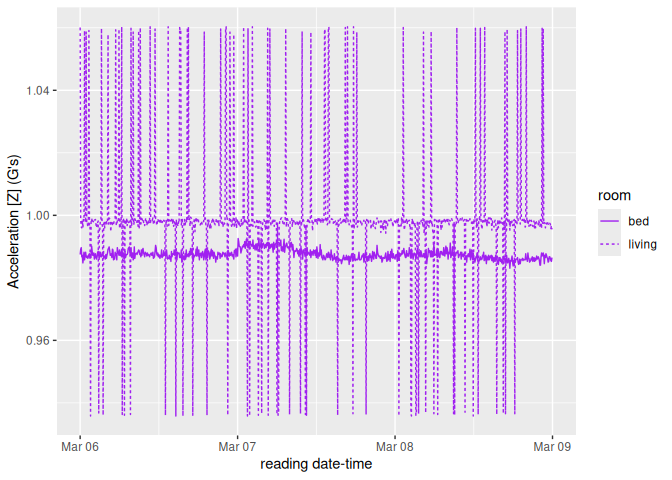 1.04
1.00
0.96
Acceleration [Z] (G's)
Mar 06
Mar 07
Mar 08
Mar 09
reading date-time
room
bed
living